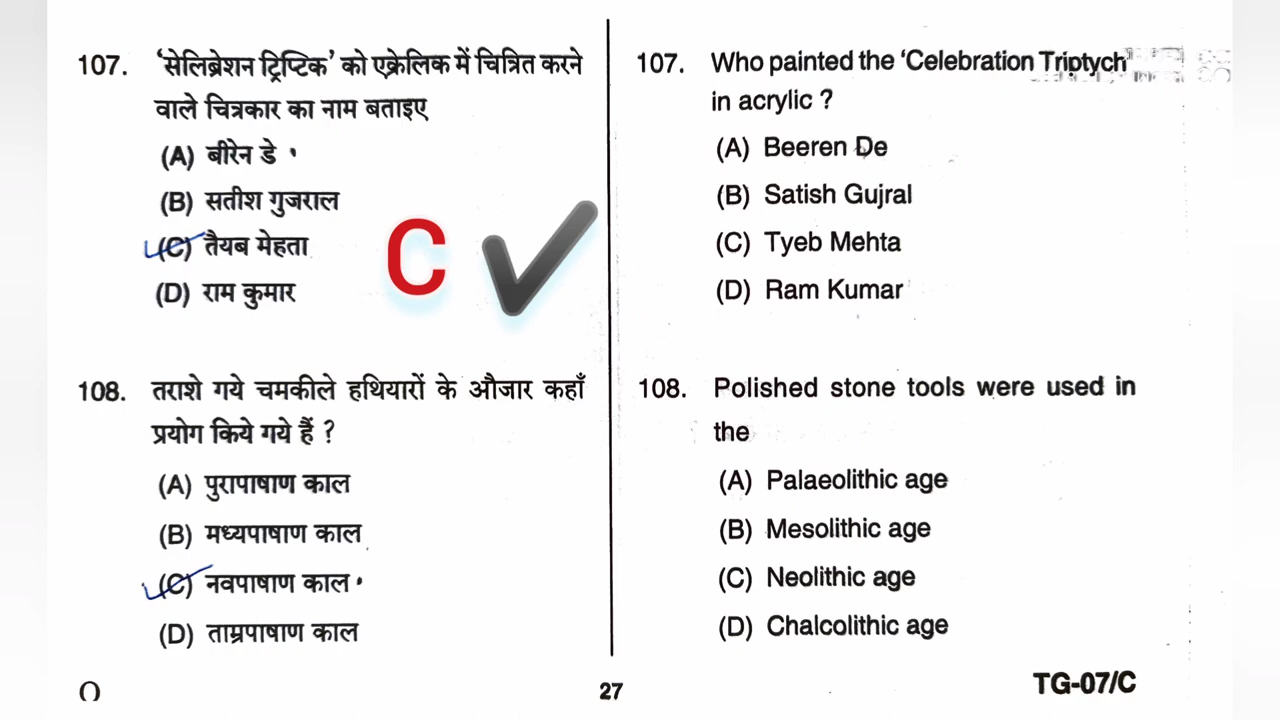 107. 'सेलिब्रेशन ट्रिप्टिक' को एक्रेलिक में चित्रित करने
वाले चित्रकार का नाम बताइए
(A) बीरेन डे
(B) सतीश गुजराल
(C) तैयब मेहता
(D) राम कुमार
C
108. तराशे गये चमकीले हथियारों के औजार कहाँ
प्रयोग किये गये हैं ?
(A) पुरापाषाण काल
(B) मध्यपाषाण काल
(C) नवपाषाण काल
(D) ताम्रपाषाण काल
107. Who painted the 'Celebration Triptych'
in acrylic ?
(A) Beeren De
(B) Satish Gujral
(C) Tyeb Mehta
(D) Ram Kumar
108. Polished stone tools were used in
the
(A) Palaeolithic age
(B) Mesolithic age
(C) Neolithic age
(D) Chalcolithic age
27
TG-07/C